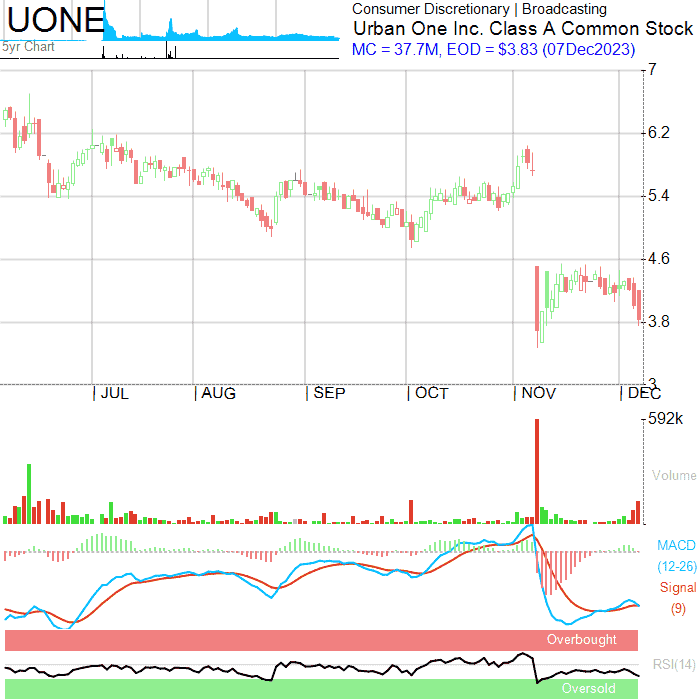 UONE
5yr Chart
Consumer Discretionary | Broadcasting
Urban One Inc. Class A Common Stock
MC = 37.7M, EOD = $3.83 (07Dec2023)
7
6.2
5.4
4.6
3.8
3
JUL AUG SEP OCT NOV DEC
592k
Volume
MACD
(12-26)
Signal
(9)
Overbought
RSI(14)
Oversold